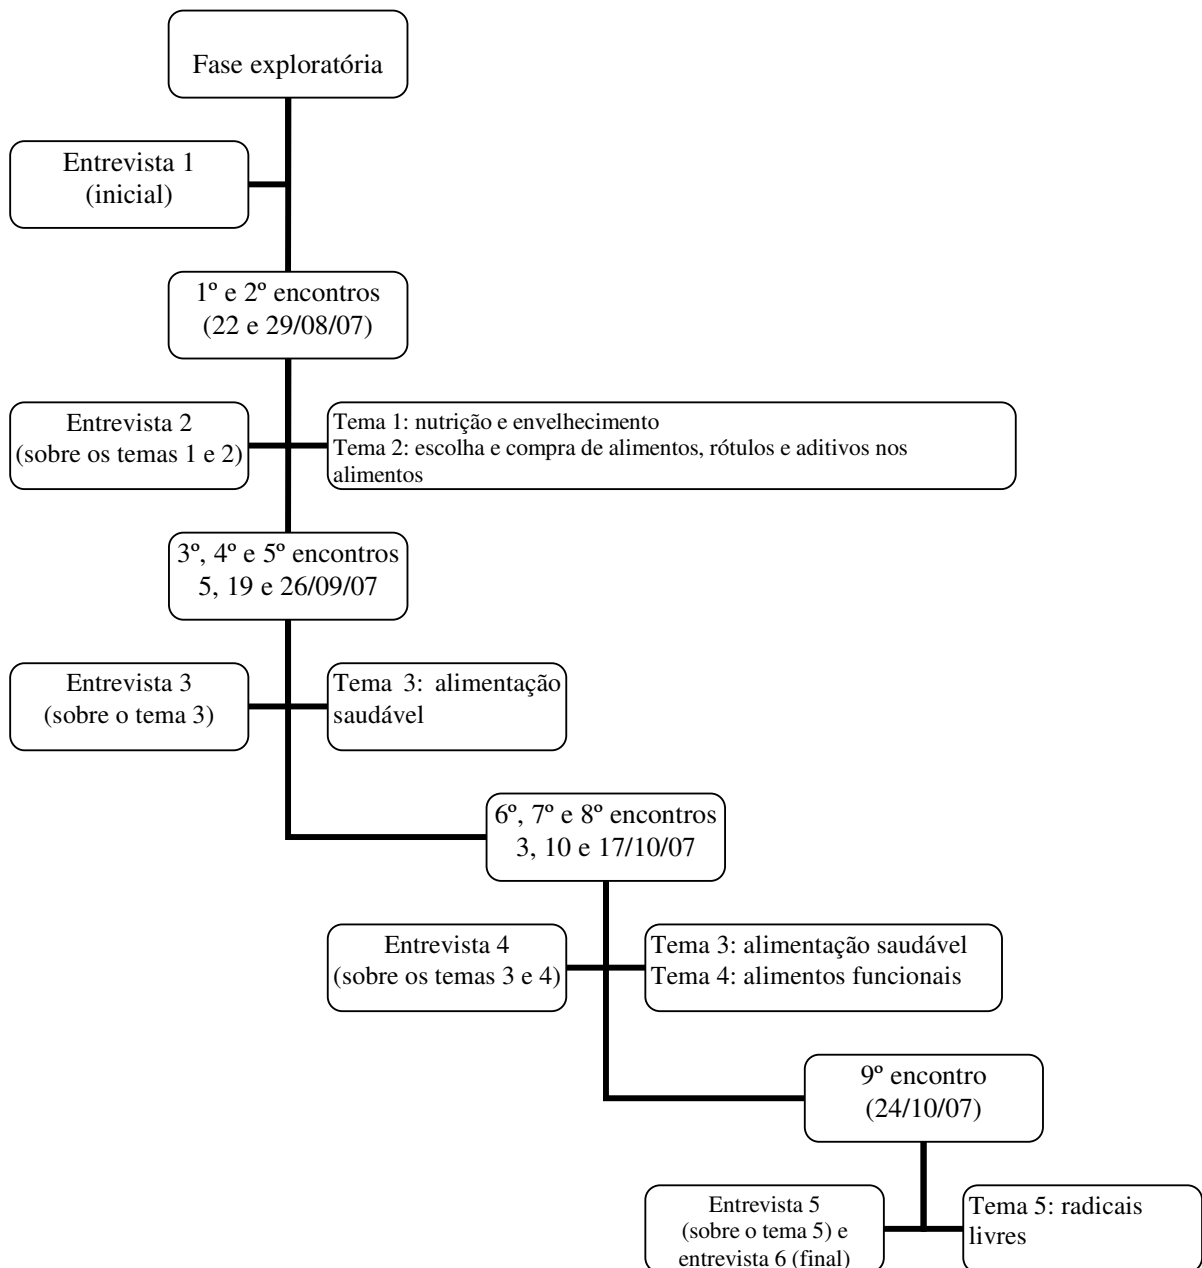 Fase exploratória
Entrevista 1
(inicial)
1º e 2º encontros
(22 e 29/08/07)
Entrevista 2
(sobre os temas 1 e 2)
Tema 1: nutrição e envelhecimento
Tema 2: escolha e compra de alimentos, rótulos e aditivos nos
alimentos
3º, 4º e 5º encontros
5, 19 e 26/09/07
Entrevista 3
(sobre o tema 3)
Tema 3: alimentação
saudável
6º, 7º e 8º encontros
3, 10 e 17/10/07
Entrevista 4
(sobre os temas 3 e 4)
Tema 3: alimentação saudável
Tema 4: alimentos funcionais
9º encontro
(24/10/07)
Entrevista 5
(sobre o tema 5) e
entrevista 6 (final)
Tema 5: radicais
livres